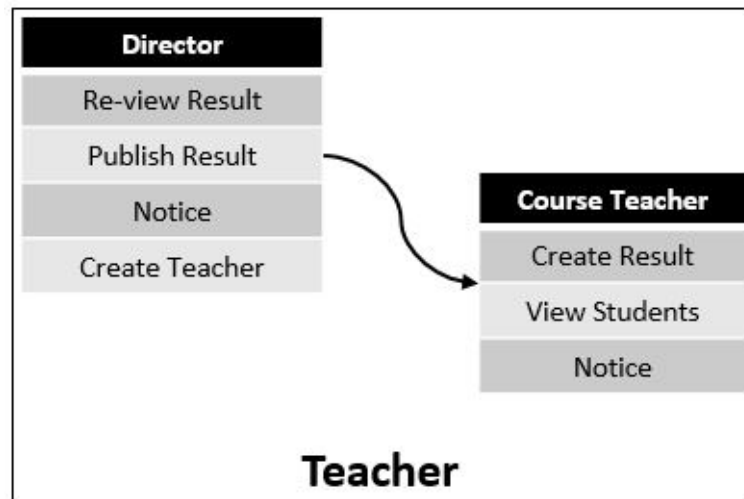 Director
Re-view Result
Publish Result
Notice
Create Teacher
Course Teacher
Create Result
View Students
Notice
Teacher